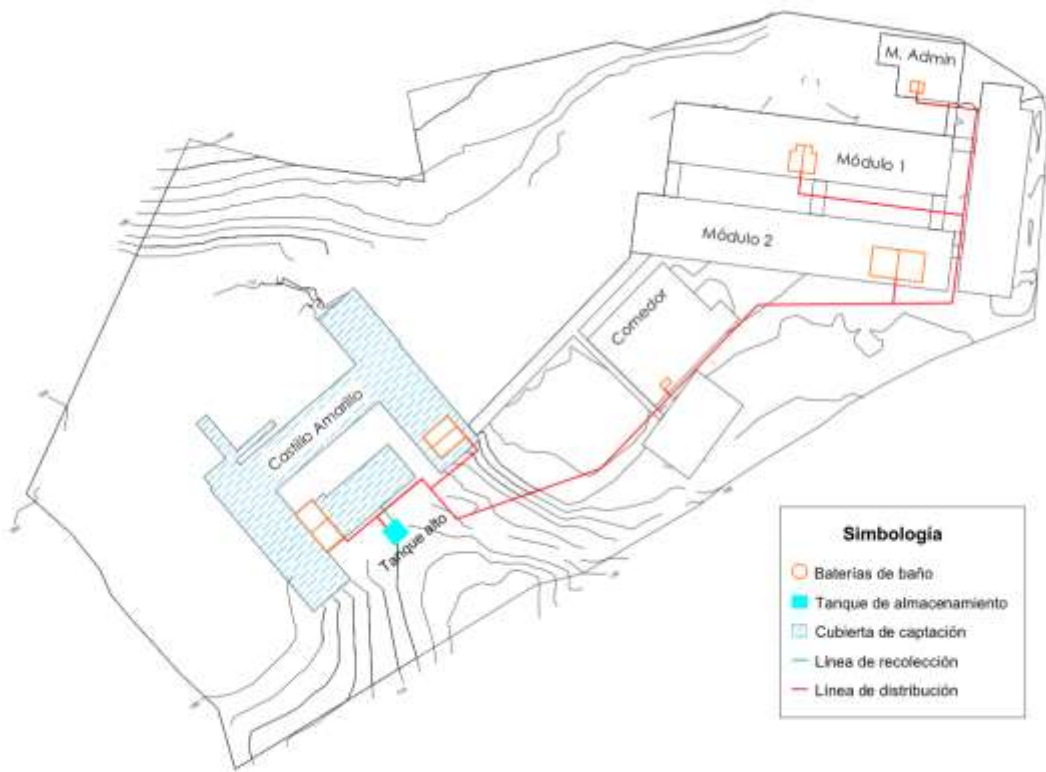 M. Admin
Módulo 1
Módulo 2
Comedor
Castillo Amarillo
Tanque alto
Simbología
Baterías de baño
Tanque de almacenamiento
Cubierta de captación
Línea de recolección
Línea de distribución